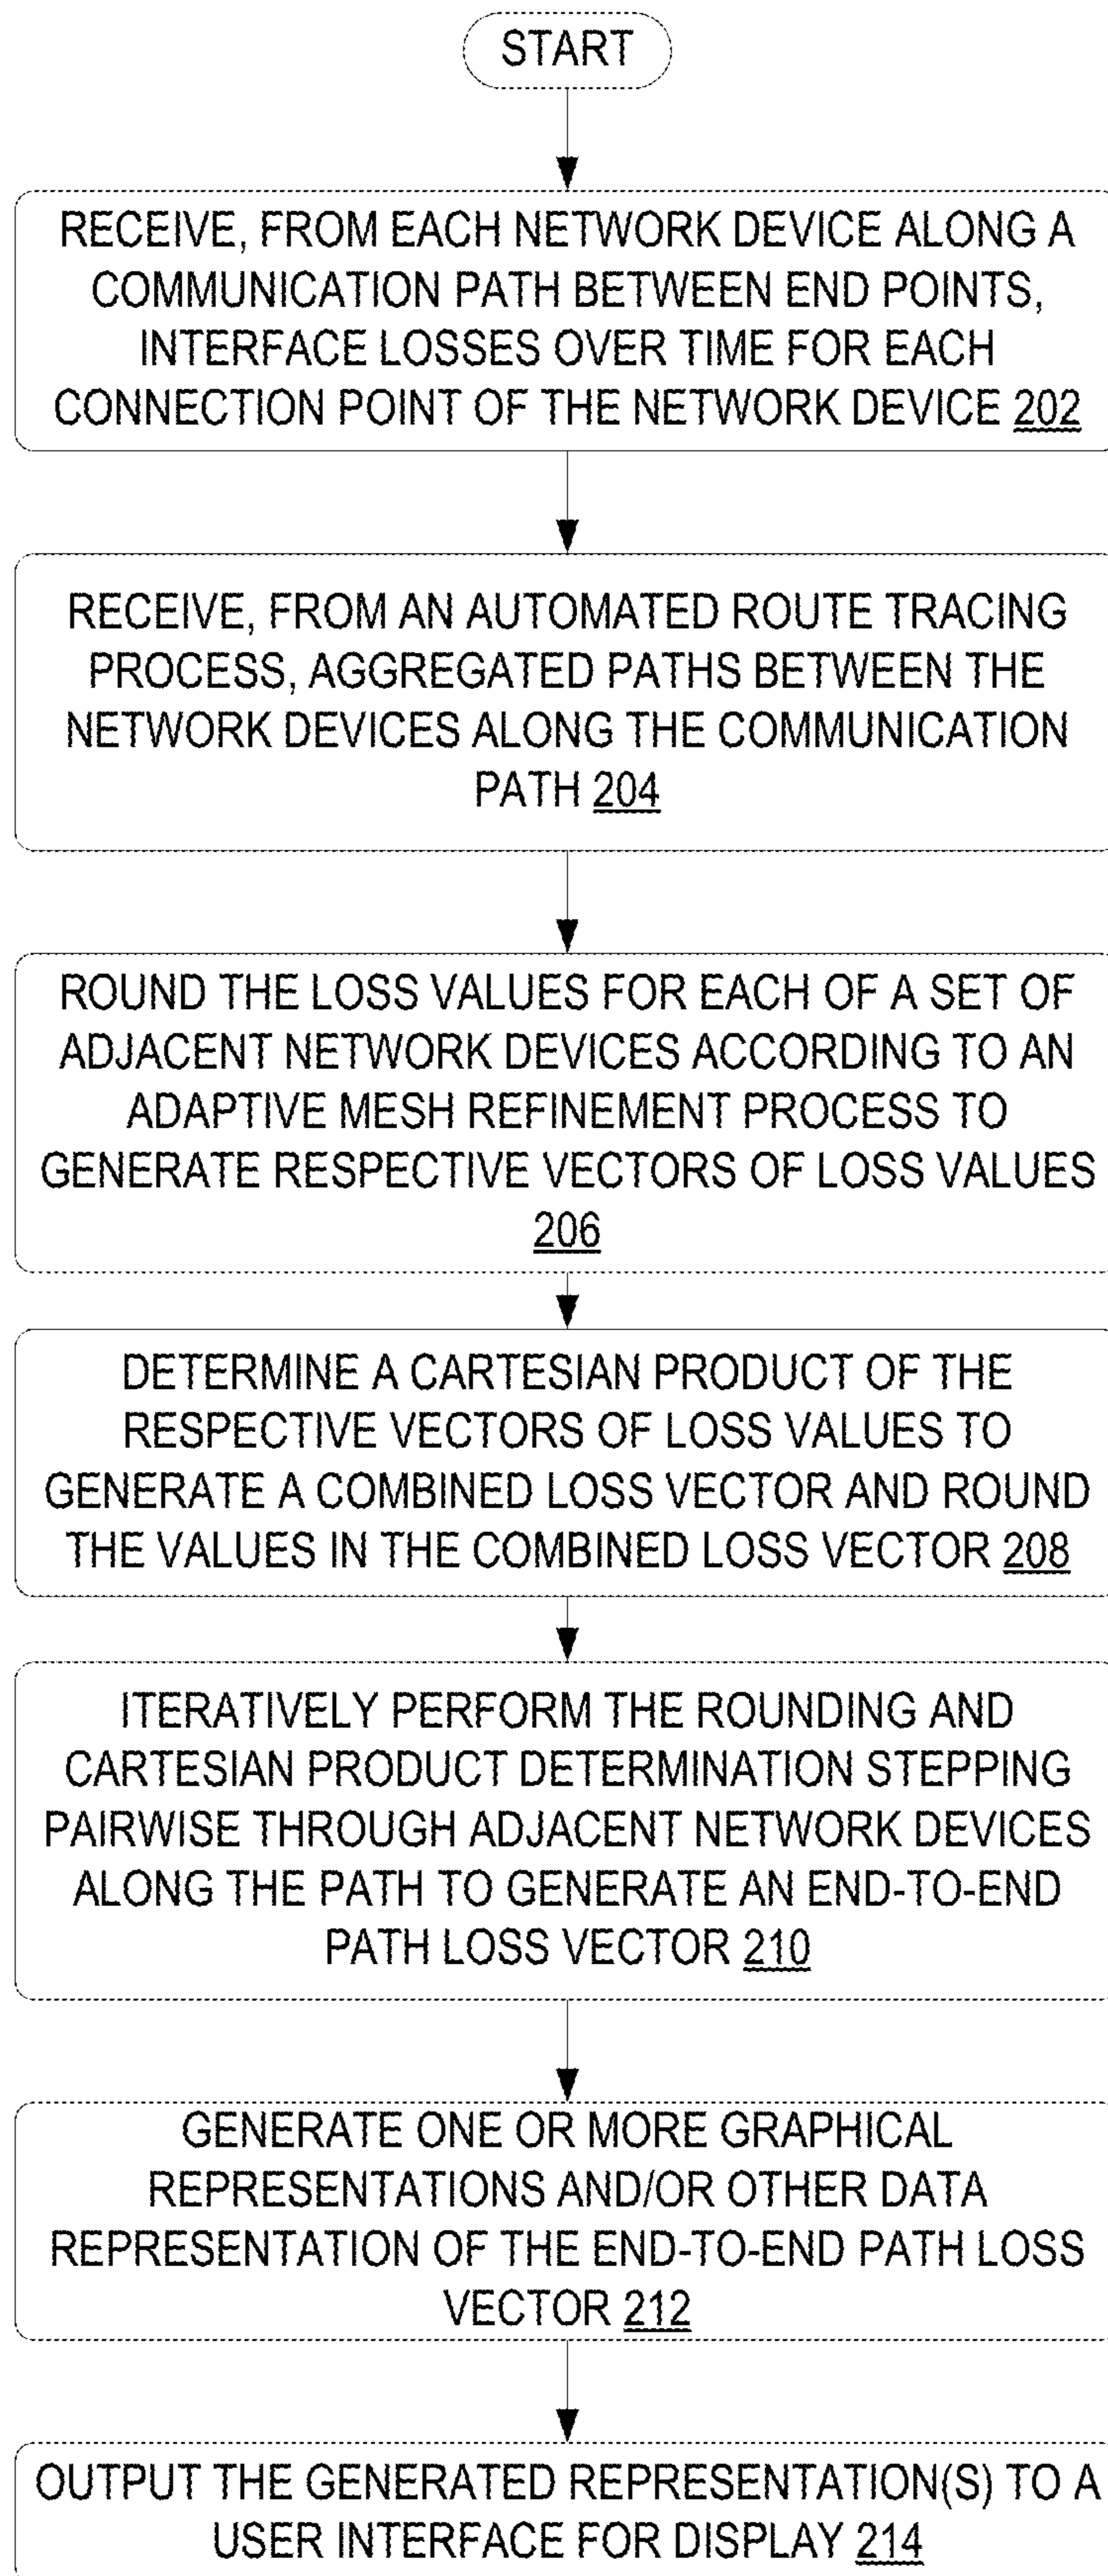 START
RECEIVE, FROM EACH NETWORK DEVICE ALONG A
COMMUNICATION PATH BETWEEN END POINTS,
INTERFACE LOSSES OVER TIME FOR EACH
CONNECTION POINT OF THE NETWORK DEVICE 202
RECEIVE, FROM AN AUTOMATED ROUTE TRACING
PROCESS, AGGREGATED PATHS BETWEEN THE
NETWORK DEVICES ALONG THE COMMUNICATION
PATH 204
ROUND THE LOSS VALUES FOR EACH OF A SET OF
ADJACENT NETWORK DEVICES ACCORDING TO AN
ADAPTIVE MESH REFINEMENT PROCESS TO
GENERATE RESPECTIVE VECTORS OF LOSS VALUES
206
DETERMINE A CARTESIAN PRODUCT OF THE
RESPECTIVE VECTORS OF LOSS VALUES TO
GENERATE A COMBINED LOSS VECTOR AND ROUND
THE VALUES IN THE COMBINED LOSS VECTOR 208
ITERATIVELY PERFORM THE ROUNDING AND
CARTESIAN PRODUCT DETERMINATION STEPPING
PAIRWISE THROUGH ADJACENT NETWORK DEVICES
ALONG THE PATH TO GENERATE AN END-TO-END
PATH LOSS VECTOR 210
GENERATE ONE OR MORE GRAPHICAL
REPRESENTATIONS AND/OR OTHER DATA
REPRESENTATION OF THE END-TO-END PATH LOSS
VECTOR 212
OUTPUT THE GENERATED REPRESENTATION(S) TO A
USER INTERFACE FOR DISPLAY 214